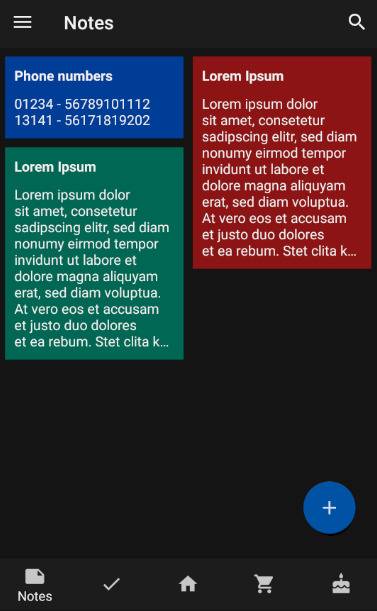 Notes
Phone numbers
01234 - 56789101112
13141 - 56171819202
Lorem Ipsum
Lorem ipsum dolor
sit amet, consetetur
sadipscing elitr, sed diam
nonumy eirmod tempor
invidunt ut labore et
dolore magna aliquyam
erat, sed diam voluptua.
At vero eos et accusam
et justo duo dolores
et ea rebum. Stet clita k...
Lorem Ipsum
Lorem ipsum dolor
sit amet, consetetur
sadipscing elitr, sed diam
nonumy eirmod tempor
invidunt ut labore et
dolore magna aliquyam
erat, sed diam voluptua.
At vero eos et accusam
et justo duo dolores
et ea rebum. Stet clita k...
Notes